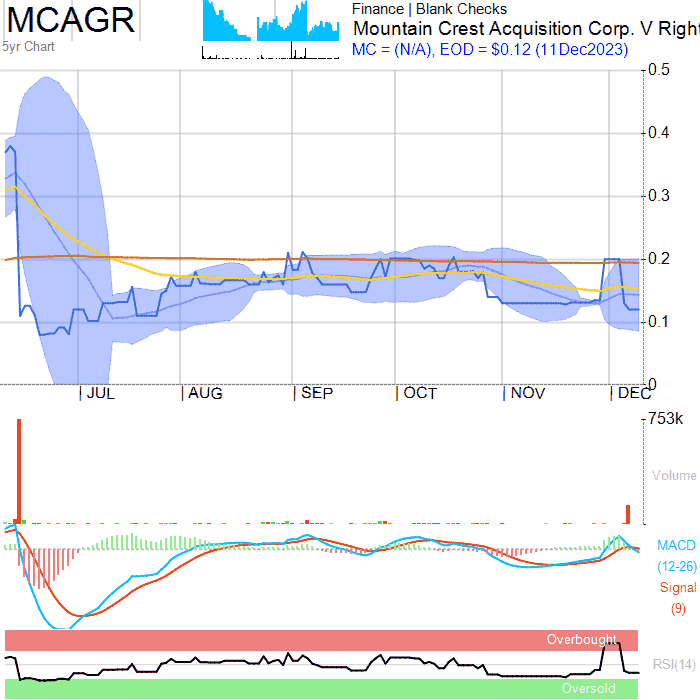 MCAGR
5yr Chart
Finance | Blank Checks
Mountain Crest Acquisition Corp. V Right
MC = (N/A), EOD = $0.12 (11Dec2023)
0.5
0.4
0.3
0.2
0.1
0
JUL AUG SEP OCT NOV DEC
753k
Volume
MACD
(12-26)
Signal
(9)
Overbought
RSI(14)
Oversold